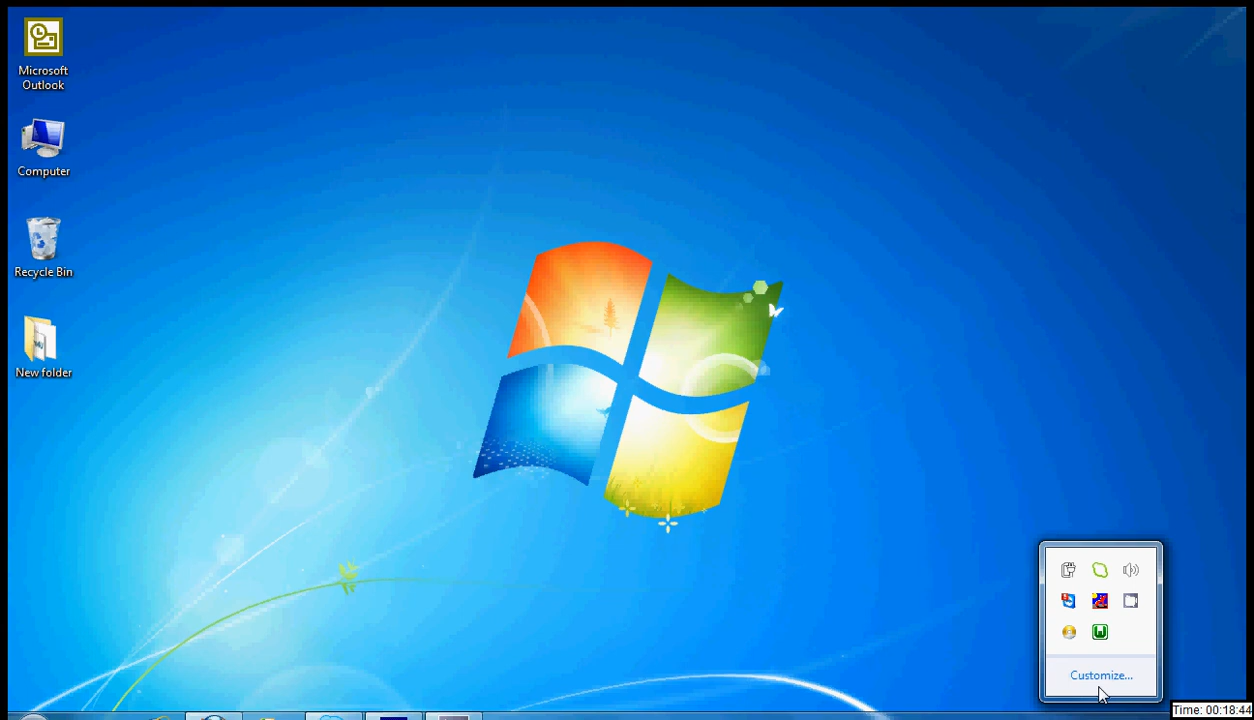 Microsoft
Outlook
Computer
Recycle Bin
New folder
Customize...
Time: 00:18:44